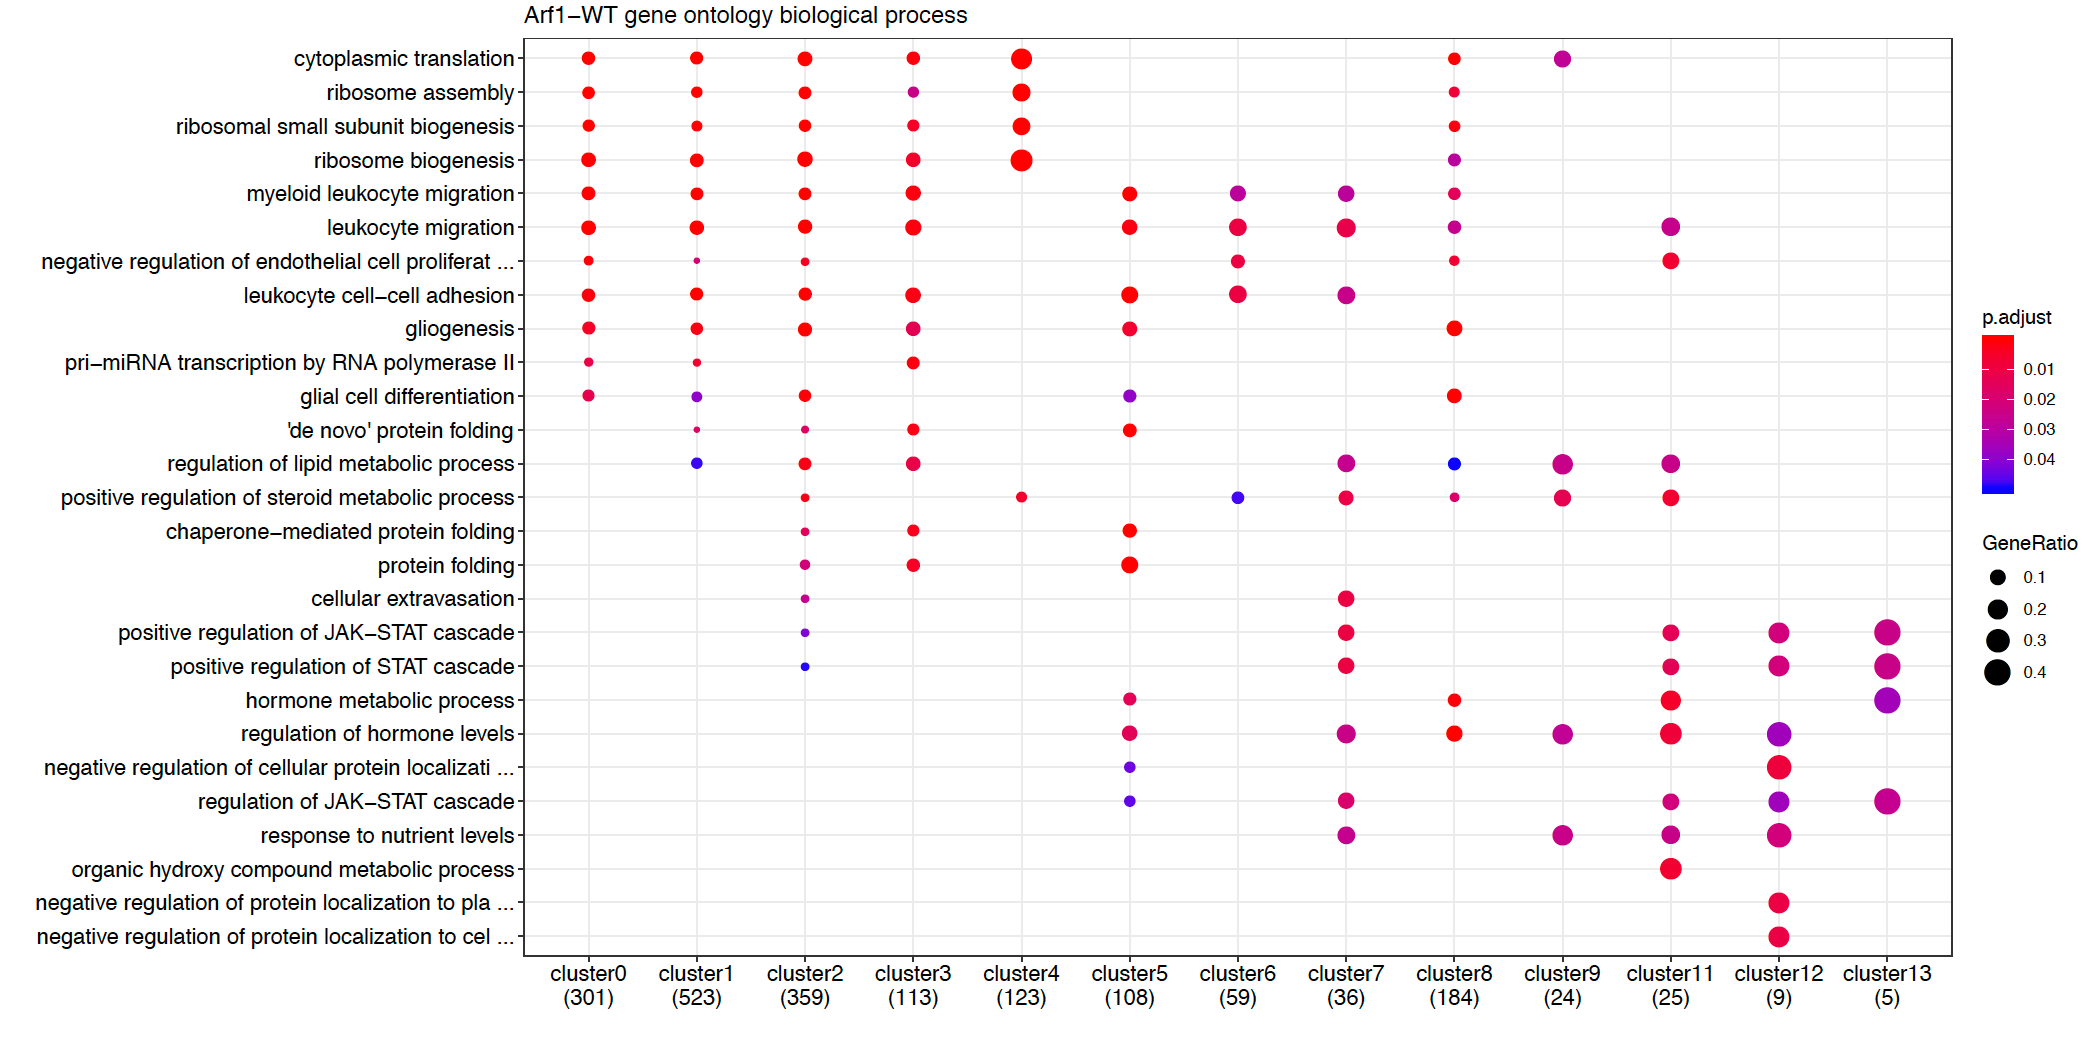 Arf1−WT gene ontology biological process
cytoplasmic translation
ribosome assembly
ribosomal small subunit biogenesis
ribosome biogenesis
myeloid leukocyte migration
leukocyte migration
negative regulation of endothelial cell proliferat ...
leukocyte cell−cell adhesion
gliogenesis
pri−miRNA transcription by RNA polymerase II
glial cell differentiation
'de novo' protein folding
regulation of lipid metabolic process
positive regulation of steroid metabolic process
chaperone−mediated protein folding
protein folding
cellular extravasation
positive regulation of JAK−STAT cascade
positive regulation of STAT cascade
hormone metabolic process
regulation of hormone levels
negative regulation of cellular protein localizati ...
regulation of JAK−STAT cascade
response to nutrient levels
organic hydroxy compound metabolic process
negative regulation of protein localization to pla ...
negative regulation of protein localization to cel ...
cluster0 cluster1 cluster2 cluster3 cluster4 cluster5 cluster6 cluster7 cluster8 cluster9 cluster11 cluster12 cluster13
(301) (523) (359) (113) (123) (108) (59) (36) (184) (24) (25) (9) (5)
p.adjust
0.01
0.02
0.03
0.04
GeneRatio
0.1
0.2
0.3
0.4